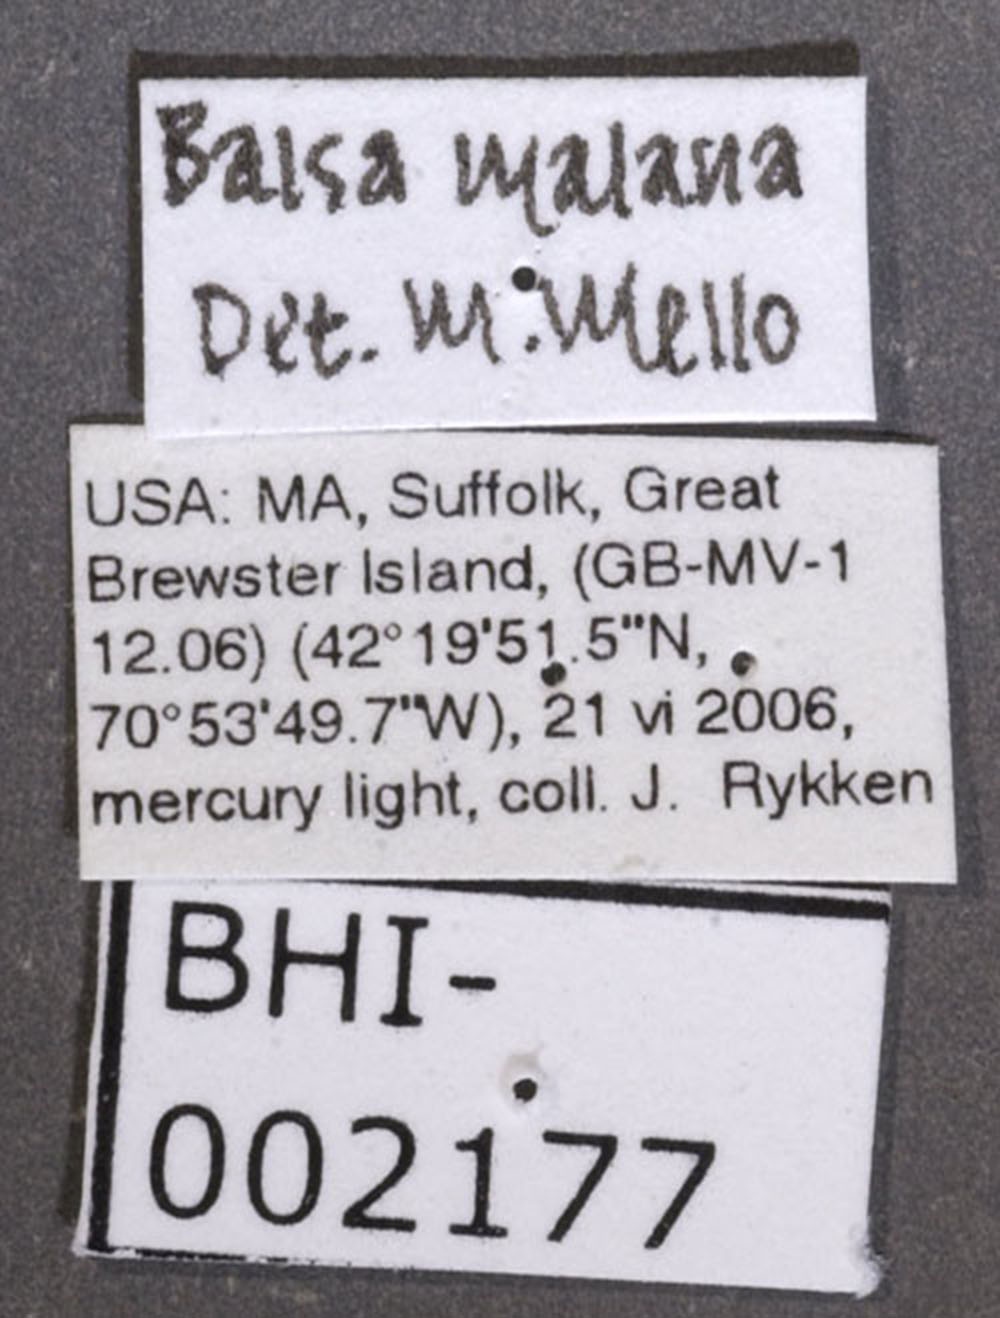 Balsa malana
Det. M. Mello
USA: MA, Suffolk, Great
Brewster Island, (GB-MV-1
12.06) (42°19'51.5"N,
70°53'49.7"W), 21 vi 2006,
mercury light, coll. J. Rykken
BHI-
002177